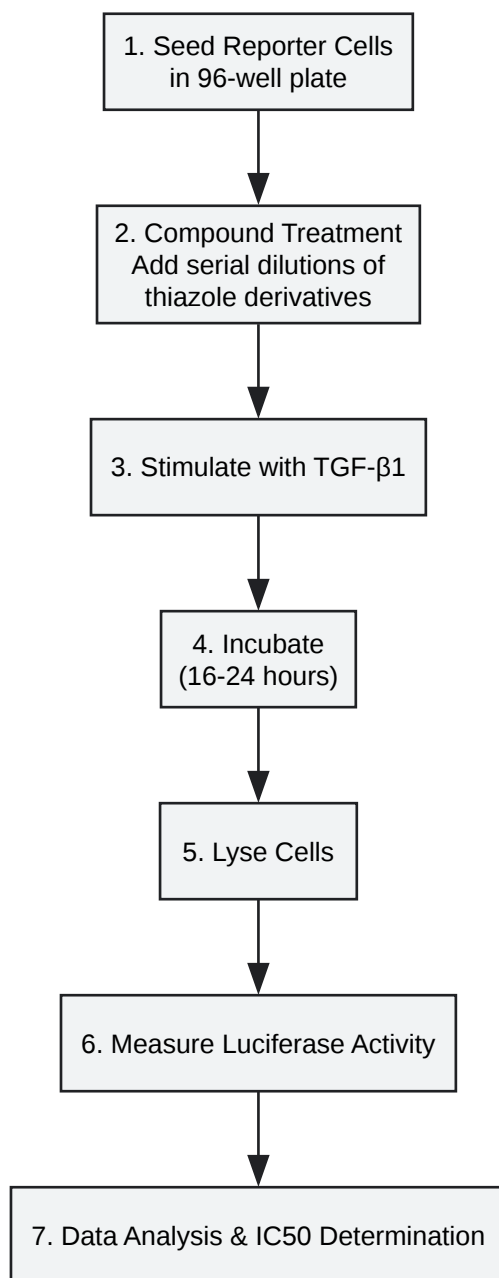 1. Seed Reporter Cells
in 96-well plate
2. Compound Treatment
Add serial dilutions of
thiazole derivatives
3. Stimulate with TGF-β1
4. Incubate
(16-24 hours)
5. Lyse Cells
6. Measure Luciferase Activity
7. Data Analysis & IC50 Determination